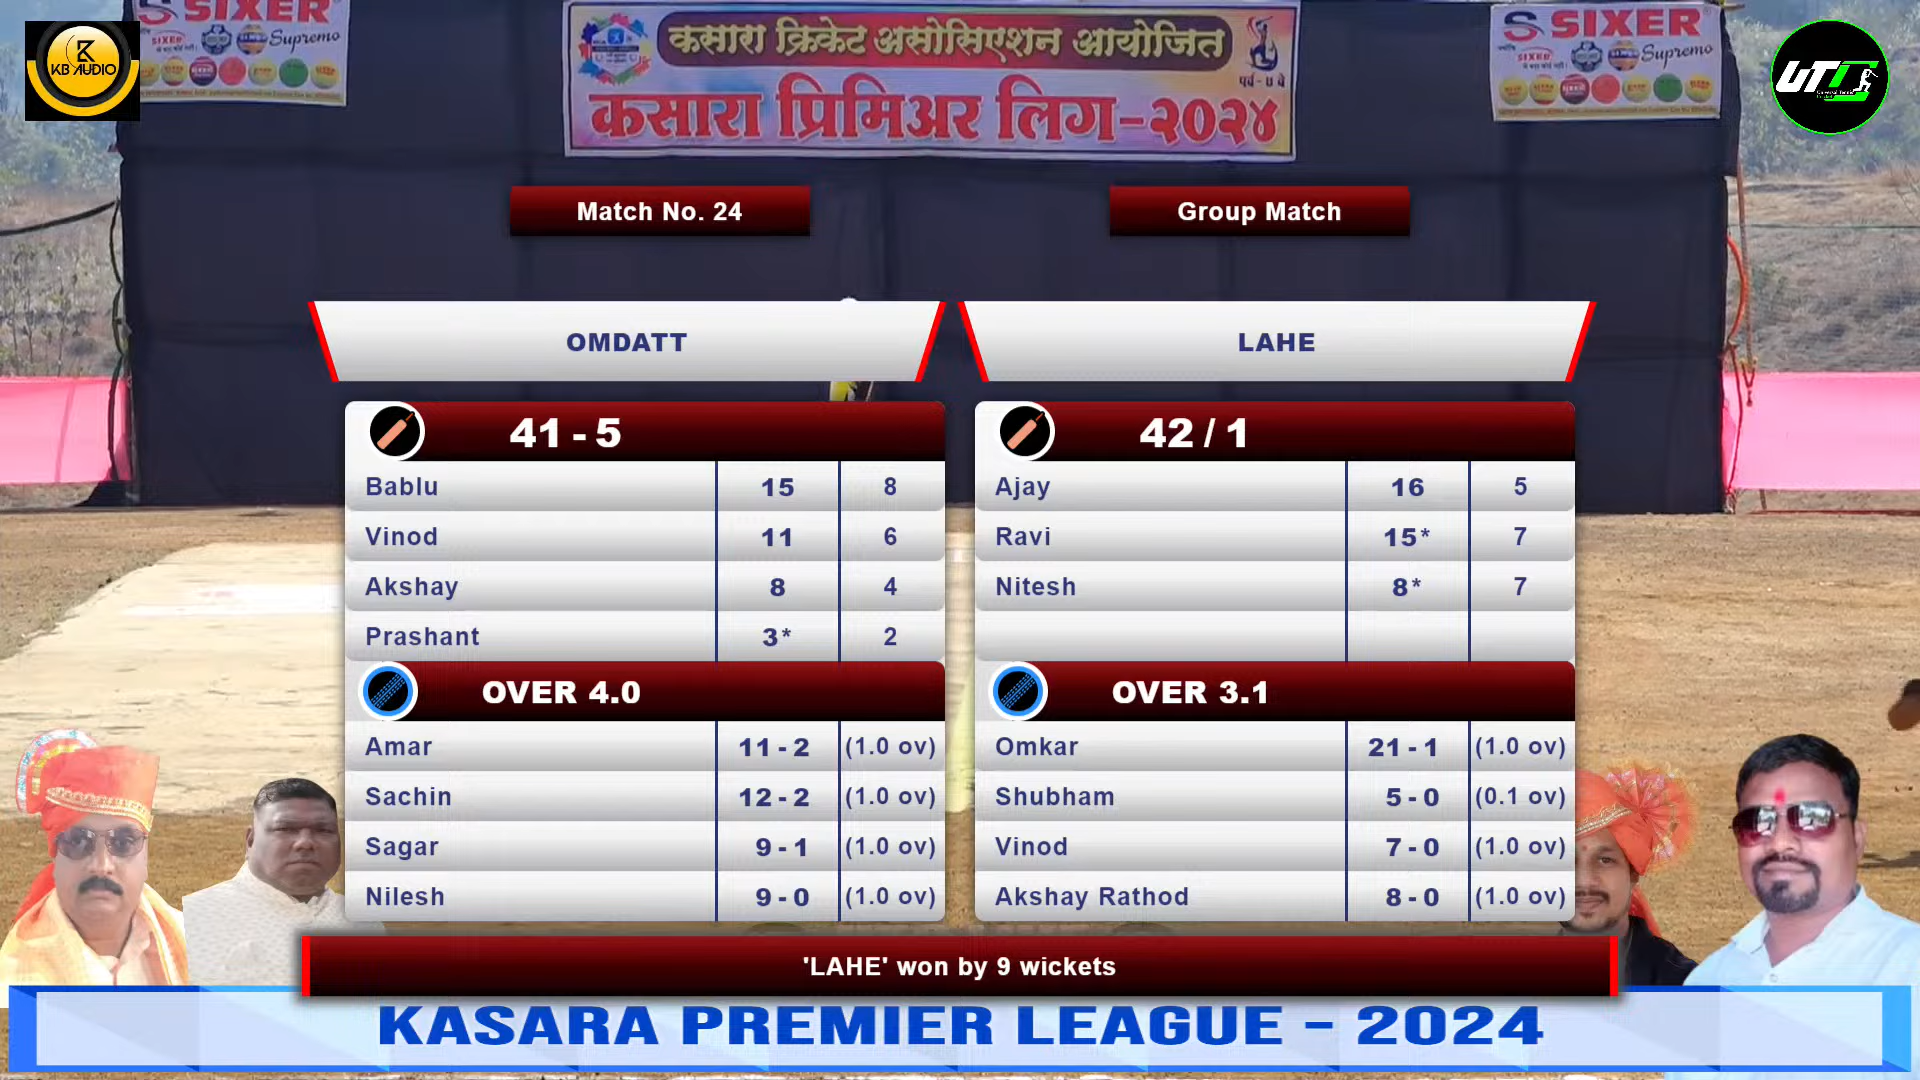 SIXER
SIXER
Supremo
KB AUDIO
कसारा क्रिकेट असोसिएशन आयोजित
पर्व - ७ वे
कसारा प्रिमिअर लिग-२०२४
SIXER
SIXER
Supremo
UTC
Match No. 24
Group Match
OMDATT
LAHE
41 - 5
Bablu 15 8
Vinod 11 6
Akshay 8 4
Prashant 3* 2
OVER 4.0
Amar 11 - 2 (1.0 ov)
Sachin 12 - 2 (1.0 ov)
Sagar 9 - 1 (1.0 ov)
Nilesh 9 - 0 (1.0 ov)
42 / 1
Ajay 16 5
Ravi 15* 7
Nitesh 8* 7
OVER 3.1
Omkar 21 - 1 (1.0 ov)
Shubham 5 - 0 (0.1 ov)
Vinod 7 - 0 (1.0 ov)
Akshay Rathod 8 - 0 (1.0 ov)
'LAHE' won by 9 wickets
KASARA PREMIER LEAGUE - 2024